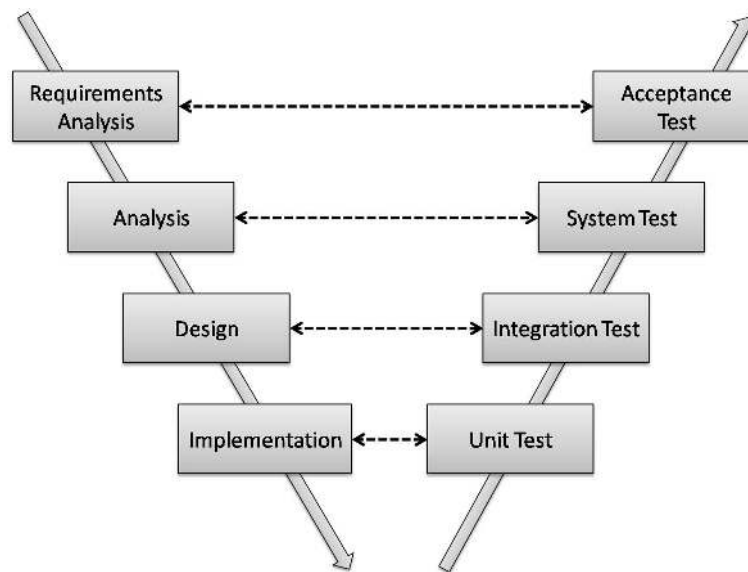 Requirements
Analysis
Acceptance
Test
Analysis
System Test
Design
Integration Test
Implementation
Unit Test